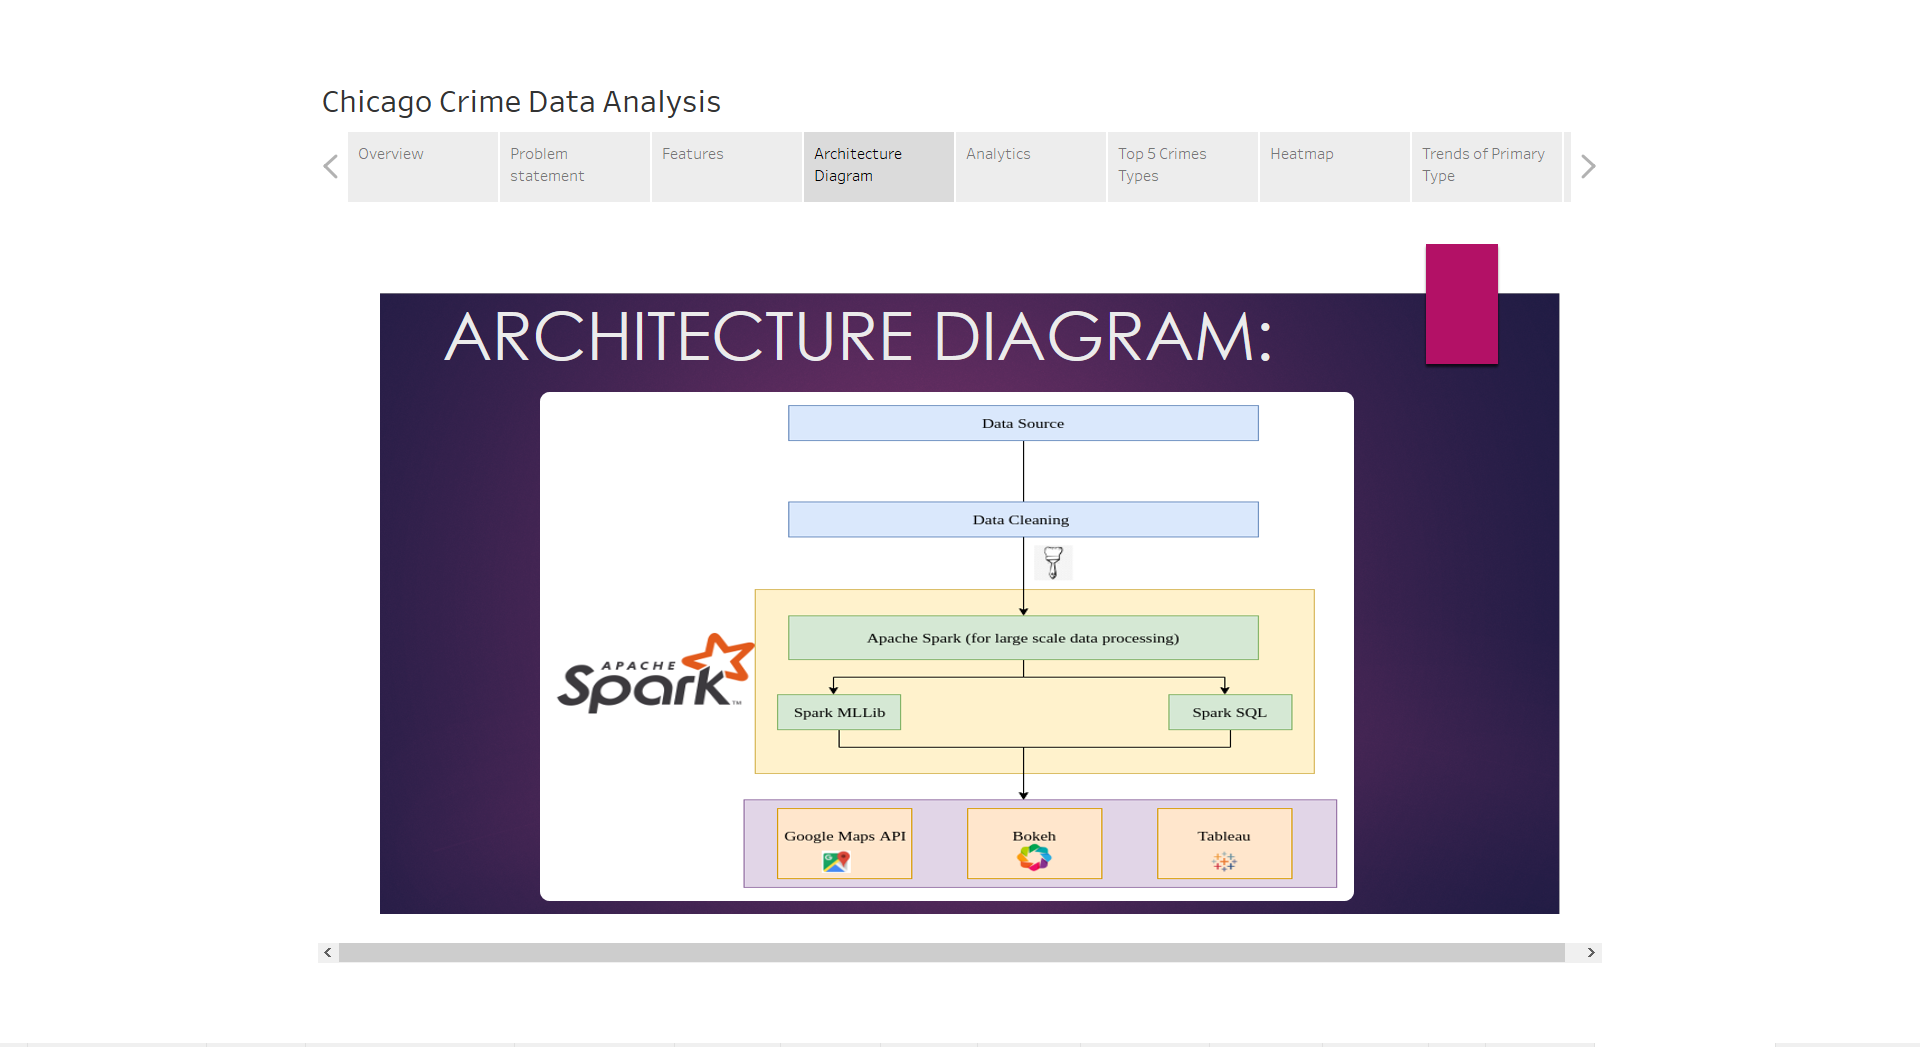 Chicago Crime Data Analysis
Overview
Problem
statement
Features
Architecture
Diagram
Analytics
Top 5 Crimes
Types
Heatmap
Trends of Primary
Type
ARCHITECTURE DIAGRAM:
Data Source
Data Cleaning
Apache Spark (for large scale data processing)
APACHE
Spark™
Spark MLLib
Spark SQL
Google Maps API
Bokeh
Tableau